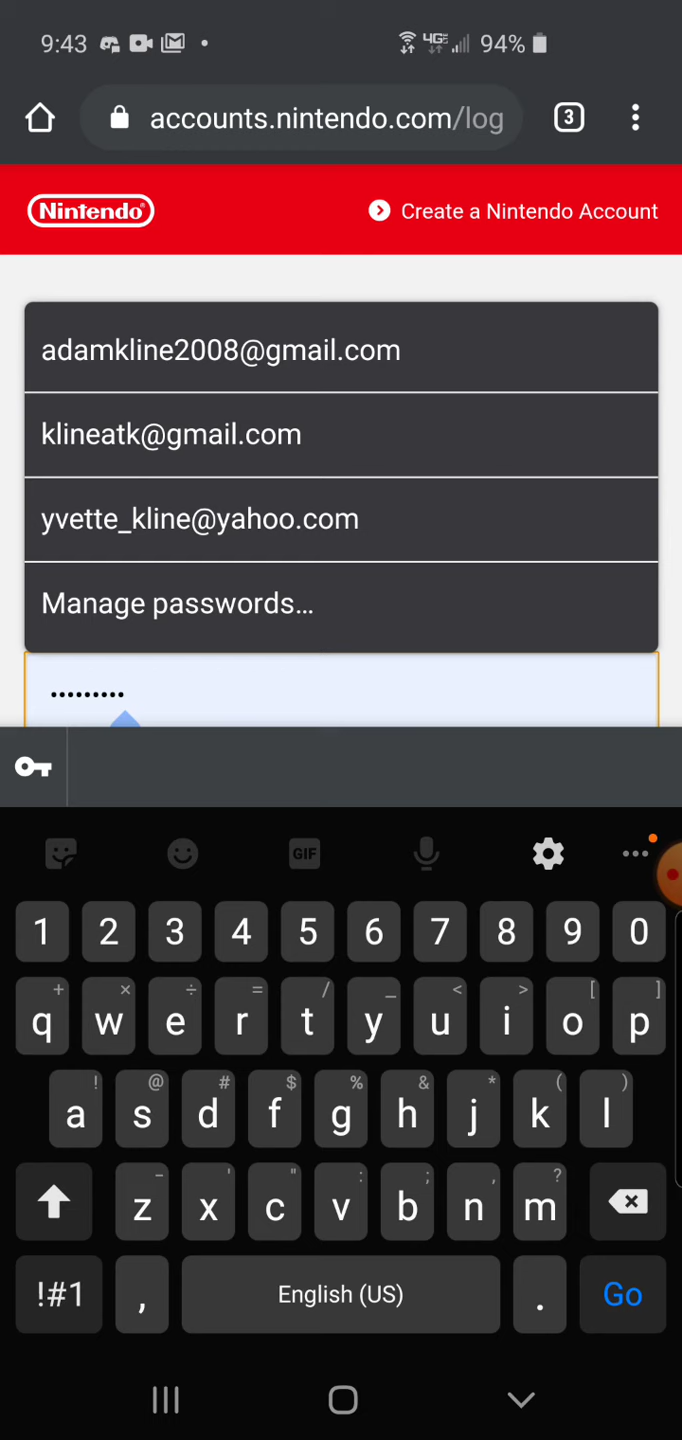 9:43 4GE 94%
accounts.nintendo.com/log 3
Nintendo Create a Nintendo Account
adamkline2008@gmail.com
klineatk@gmail.com
yvette_kline@yahoo.com
Manage passwords...
•••••••••
GIF
1 2 3 4 5 6 7 8 9 0
+ × ÷ = / _ < > [ ]
q w e r t y u i o p
! @ # $ % & * ( )
a s d f g h j k l
- ' " : ; , ?
z x c v b n m
!#1 , English (US) . Go